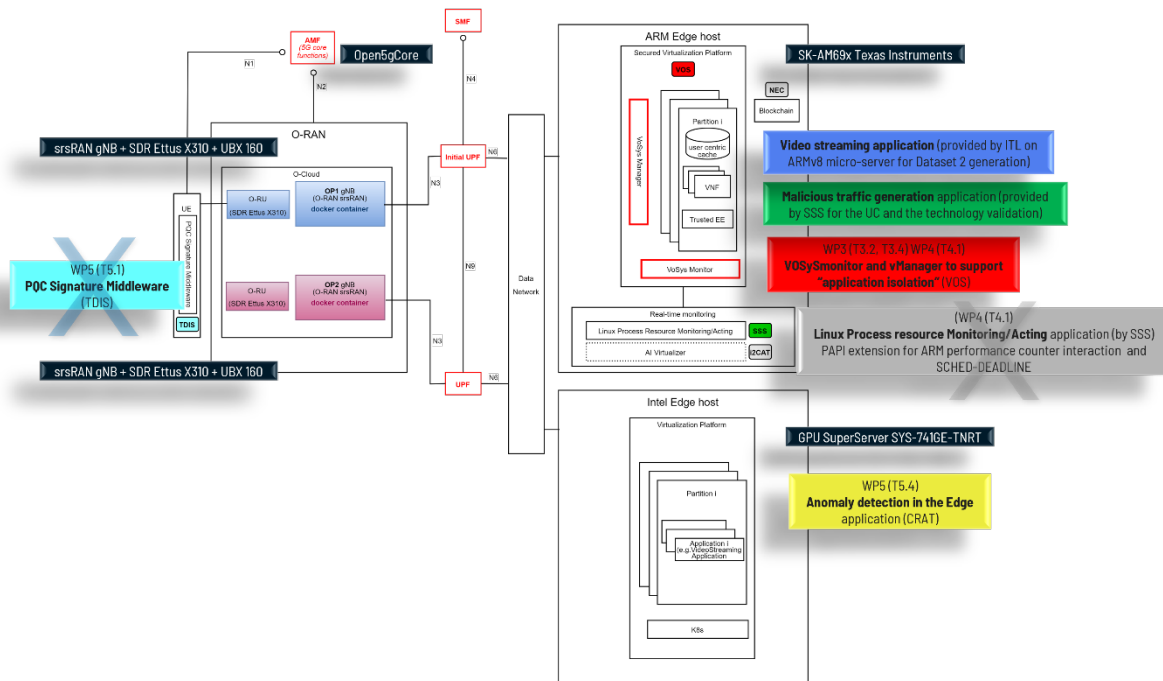 SMF
AMF
(5G core
functions)
Open5gCore
N1
N2
N4
O-RAN
srsRAN gNB + SDR Ettus X310 + UBX 160
O-Cloud
O-RU
(SDR Ettus X310)
OP1 gNB
(O-RAN srsRAN)
docker container
UE
PQC Signature Middleware
TDIS
WP5 (T5.1)
PQC Signature Middleware
(TDIS)
O-RU
(SDR Ettus X310)
OP2 gNB
(O-RAN srsRAN)
docker container
srsRAN gNB + SDR Ettus X310 + UBX 160
Initial UPF
N3
N6
N9
N3
UPF
N6
Data
Network
ARM Edge host
Secured Virtualization Platform
VOS
VoSys Manager
Partition i
user centric
cache
VNF
Trusted EE
VoSys Monitor
NEC
Blockchain
Real-time monitoring
Linux Process Resource Monitoring/Acting
SSS
AI Virtualizer
i2CAT
SK-AM69x Texas Instruments
Video streaming application (provided by ITL on
ARMv8 micro-server for Dataset 2 generation)
Malicious traffic generation application (provided
by SSS for the UC and the technology validation)
WP3 (T3.2, T3.4) WP4 (T4.1)
VOSySmonitor and vManager to support
“application isolation” (VOS)
(WP4 (T4.1)
Linux Process resource Monitoring/Acting application (by SSS)
PAPI extension for ARM performance counter interaction and
SCHED-DEADLINE
Intel Edge host
Virtualization Platform
Partition i
Application i
(e.g.VideoStreaming
Application
K8s
GPU SuperServer SYS-741GE-TNRT
WP5 (T5.4)
Anomaly detection in the Edge
application (CRAT)